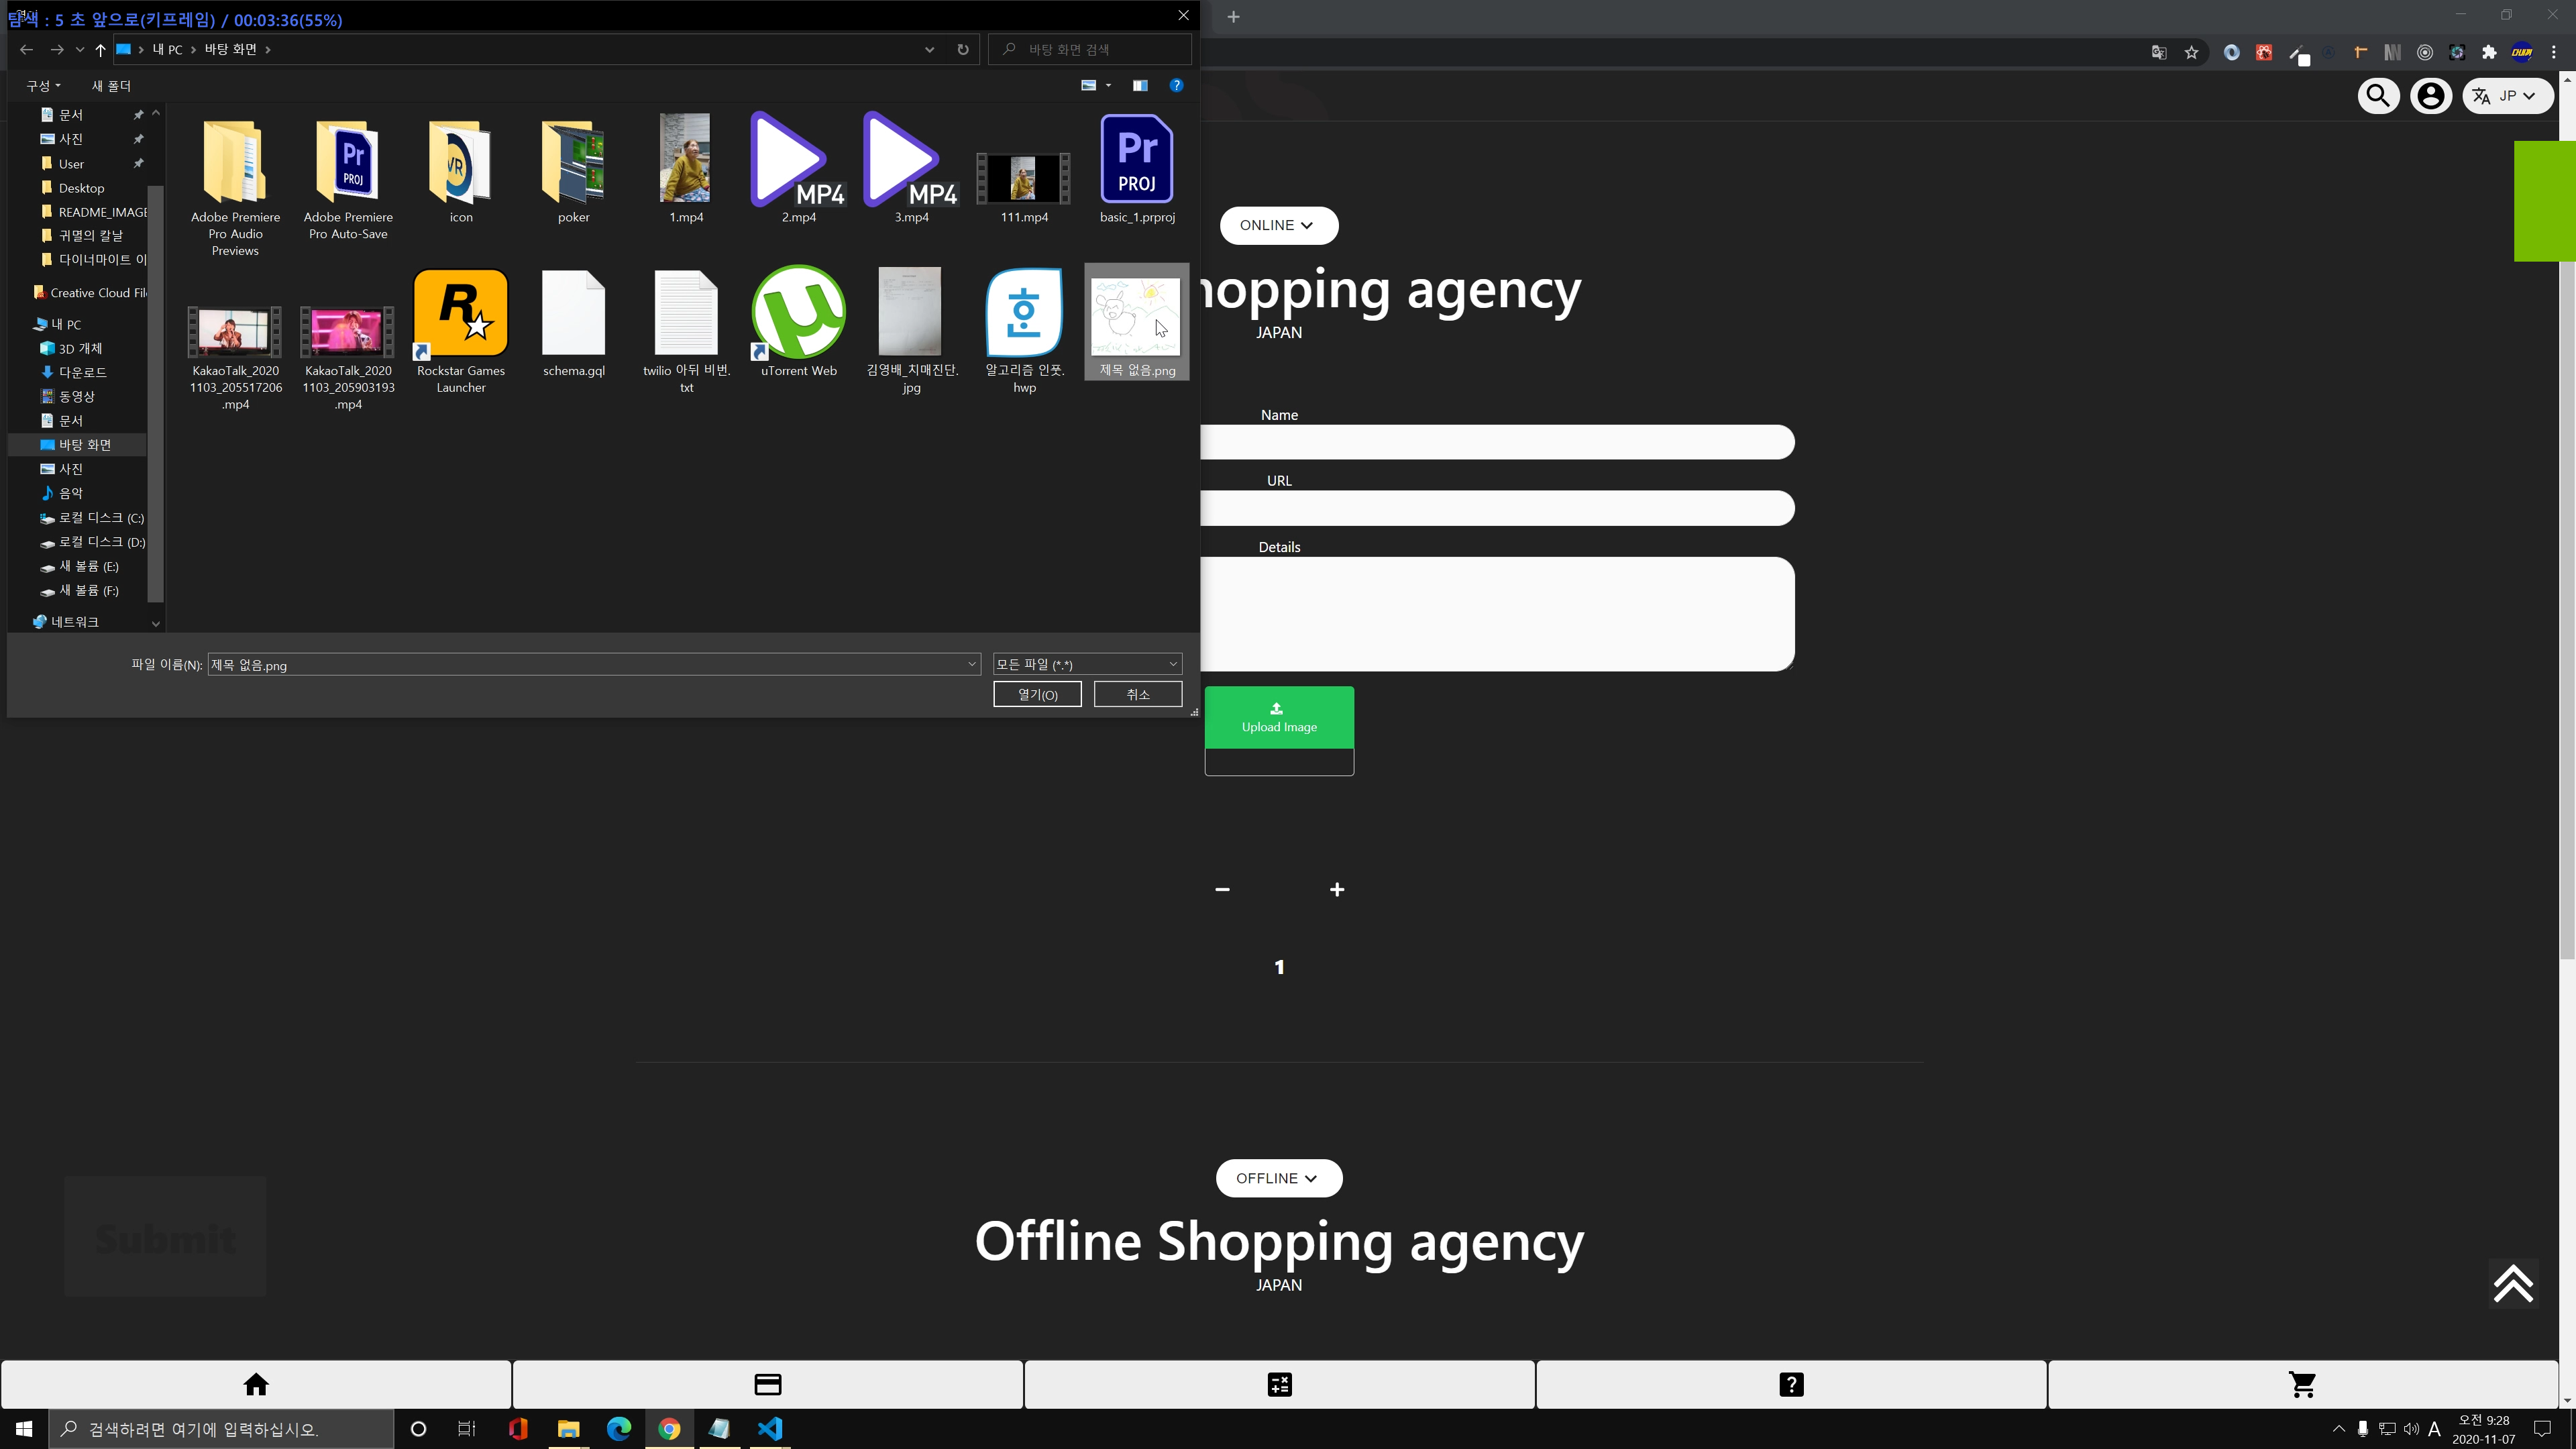 탐색 : 5 초 앞으로(키프레임) / 00:03:36(55%)
내 PC
바탕 화면
바탕 화면 검색
구성
새 폴더
문서
사진
User
Desktop
README_IMAGE
귀멸의 칼날
다이너마이트 이
Creative Cloud Fil
내 PC
3D 개체
다운로드
동영상
문서
바탕 화면
사진
음악
로컬 디스크 (C:)
로컬 디스크 (D:)
새 볼륨 (E:)
새 볼륨 (F:)
네트워크
Adobe Premiere
Pro Audio
Previews
Adobe Premiere
Pro Auto-Save
Pr
PROJ
icon
VR
poker
1.mp4
MP4
2.mp4
MP4
3.mp4
111.mp4
Pr
PROJ
basic_1.prproj
KakaoTalk_2020
1103_205517206
.mp4
KakaoTalk_2020
1103_205903193
.mp4
R
Rockstar Games
Launcher
schema.gql
twilio 아뒤 비번.
txt
µ
uTorrent Web
김영배_치매진단.
jpg
흔
알고리즘 인풋.
hwp
제목 없음.png
파일 이름(N):
제목 없음.png
모든 파일 (*.*)
열기(O)
취소
JP
ONLINE
hopping agency
JAPAN
Name
URL
Details
Upload Image
1
OFFLINE
Offline Shopping agency
JAPAN
Submit
검색하려면 여기에 입력하십시오.
A
오전 9:28
2020-11-07